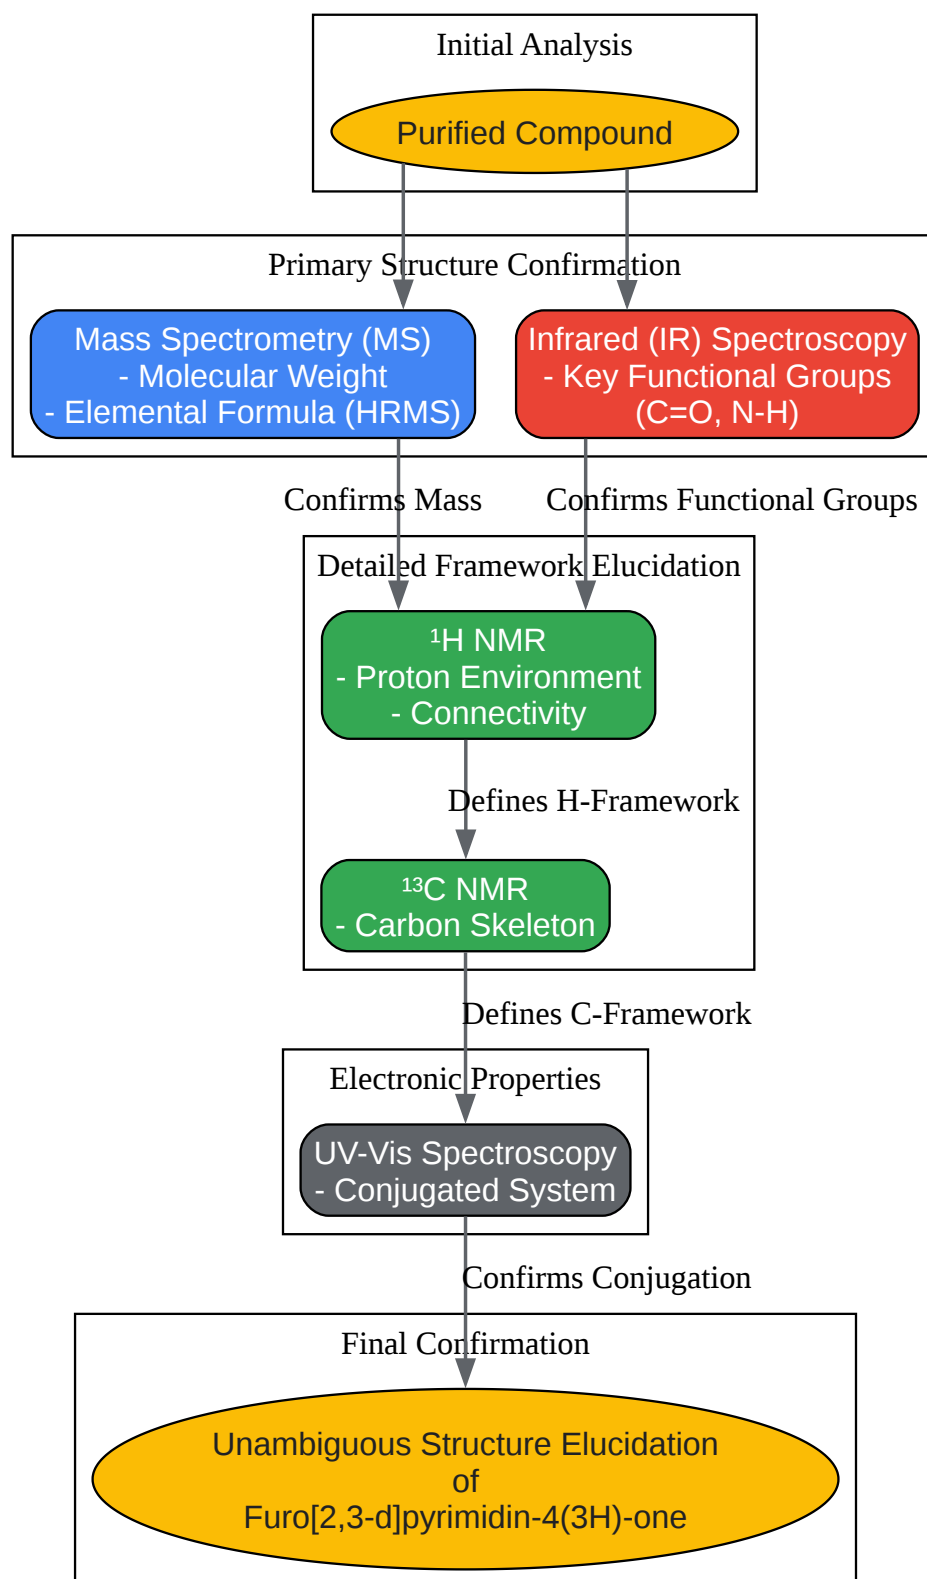 Initial Analysis
Purified Compound
Primary Structure Confirmation
Mass Spectrometry (MS)
- Molecular Weight
- Elemental Formula (HRMS)
Infrared (IR) Spectroscopy
- Key Functional Groups
(C=O, N-H)
Confirms Mass
Confirms Functional Groups
Detailed Framework Elucidation
¹H NMR
- Proton Environment
- Connectivity
Defines H-Framework
¹³C NMR
- Carbon Skeleton
Defines C-Framework
Electronic Properties
UV-Vis Spectroscopy
- Conjugated System
Confirms Conjugation
Final Confirmation
Unambiguous Structure Elucidation
of
Furo[2,3-d]pyrimidin-4(3H)-one